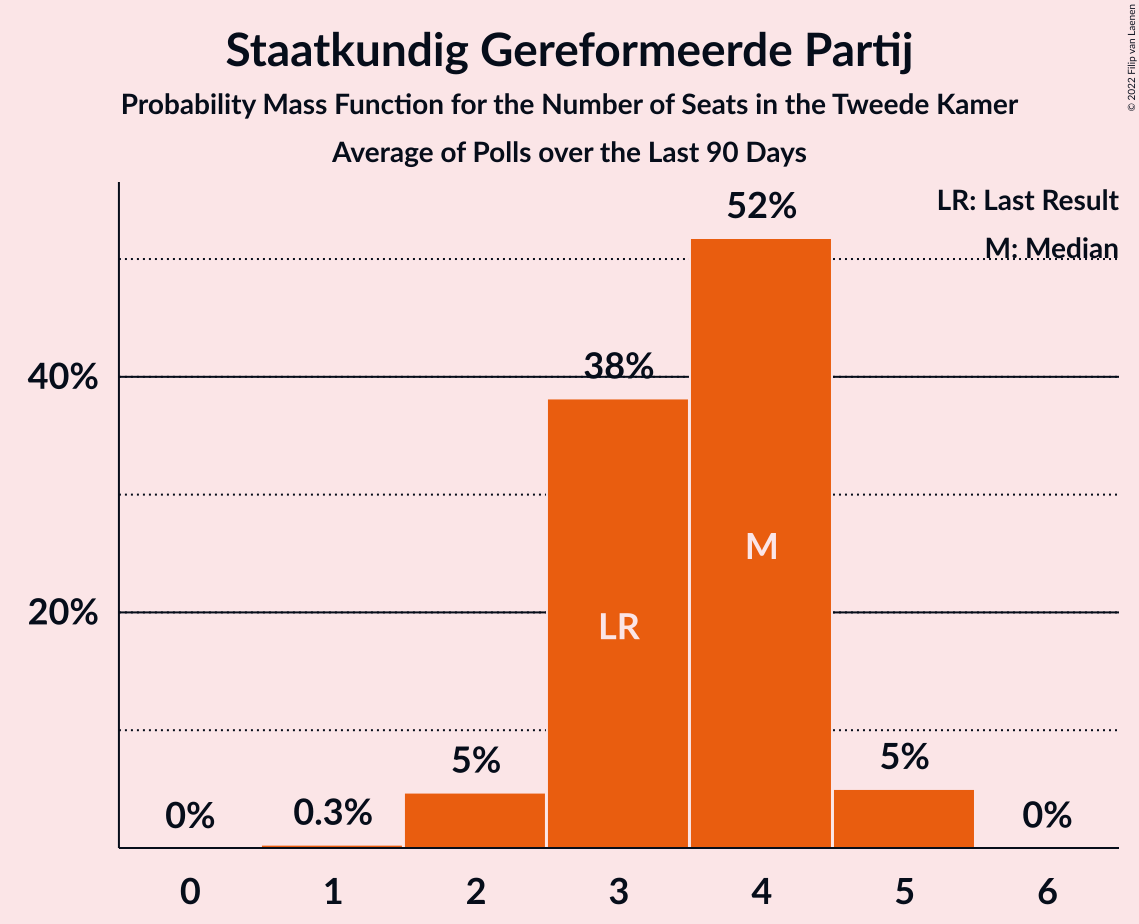 Staatkundig Gereformeerde Partij
Probability Mass Function for the Number of Seats in the Tweede Kamer
Average of Polls over the Last 90 Days
© 2022 Filip van Laenen
LR: Last Result
M: Median
52%
38%
40%
M
20%
LR
5%
5%
0%
0.3%
0%
0 1 2 3 4 5 6